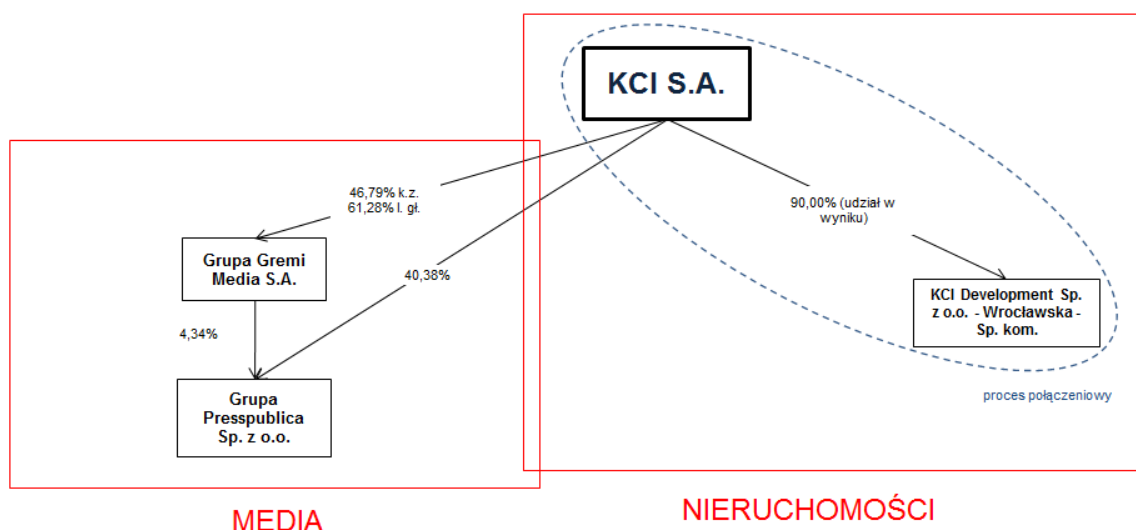 KCI S.A.
46,79% k.z.
61,28% l. gł.
90,00% (udział w
wyniku)
Grupa Gremi
Media S.A.
40,38%
KCI Development Sp.
z o.o. - Wrocławska -
Sp. kom.
4,34%
Grupa
Presspublica
Sp. z o.o.
proces połączeniowy
MEDIA
NIERUCHOMOŚCI